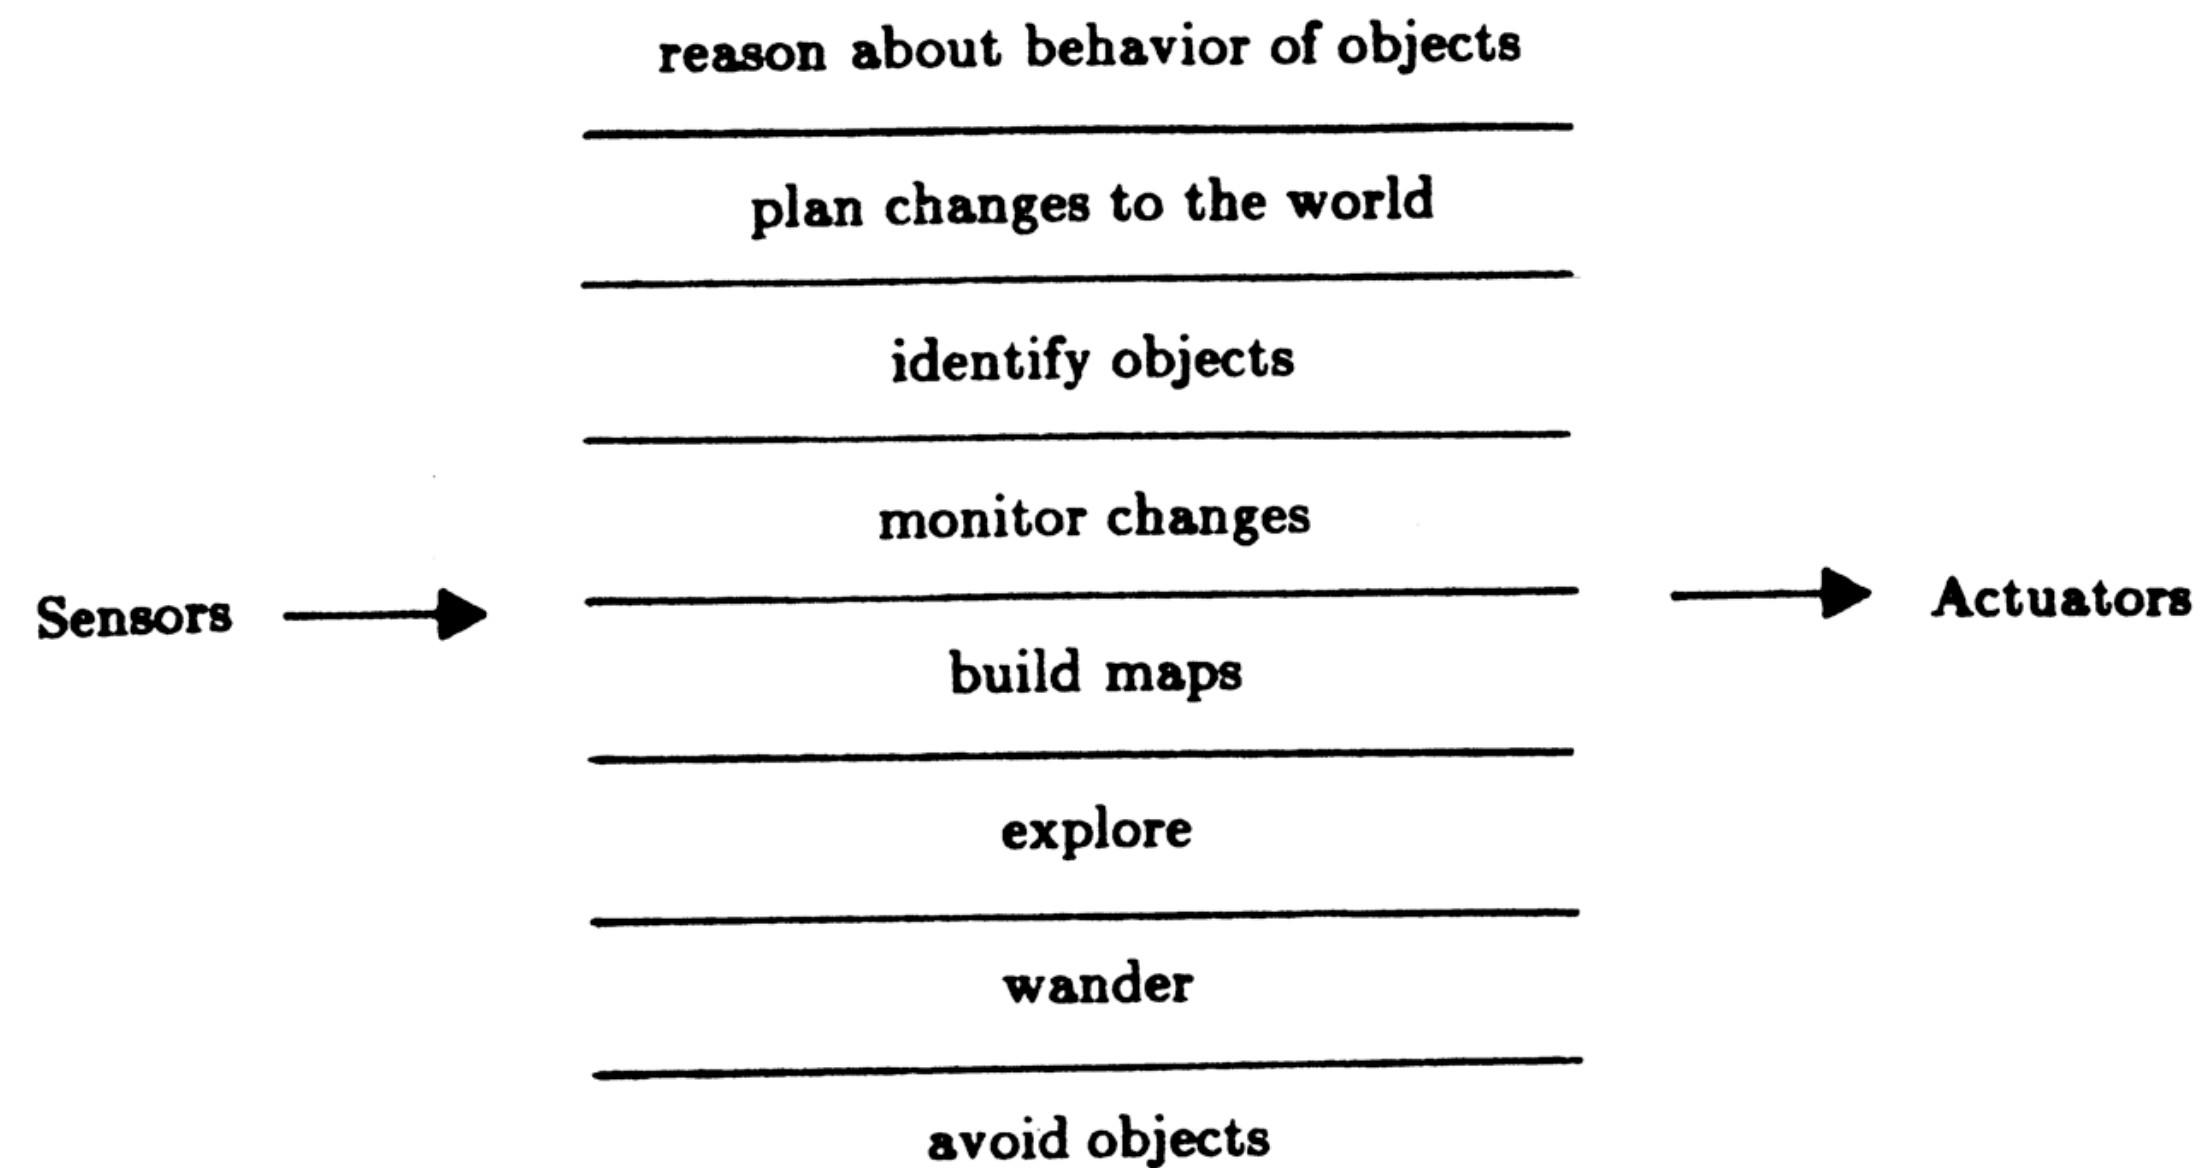 reason about behavior of objects
plan changes to the world
identify objects
monitor changes
Sensors
Actuators
build maps
explore
wander
avoid objects